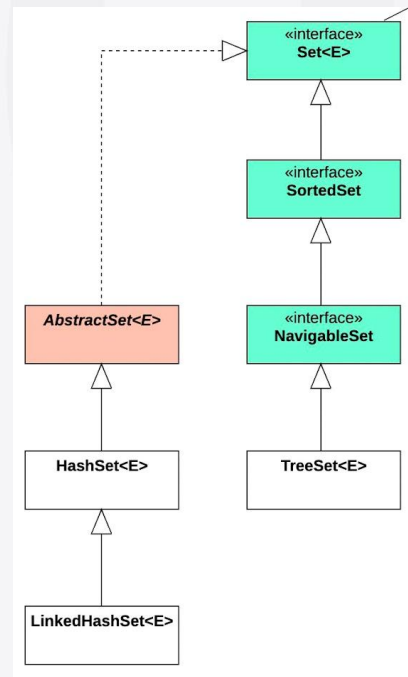 «interface»
Set<E>
«interface»
SortedSet
AbstractSet<E>
«interface»
NavigableSet
HashSet<E>
TreeSet<E>
LinkedHashSet<E>